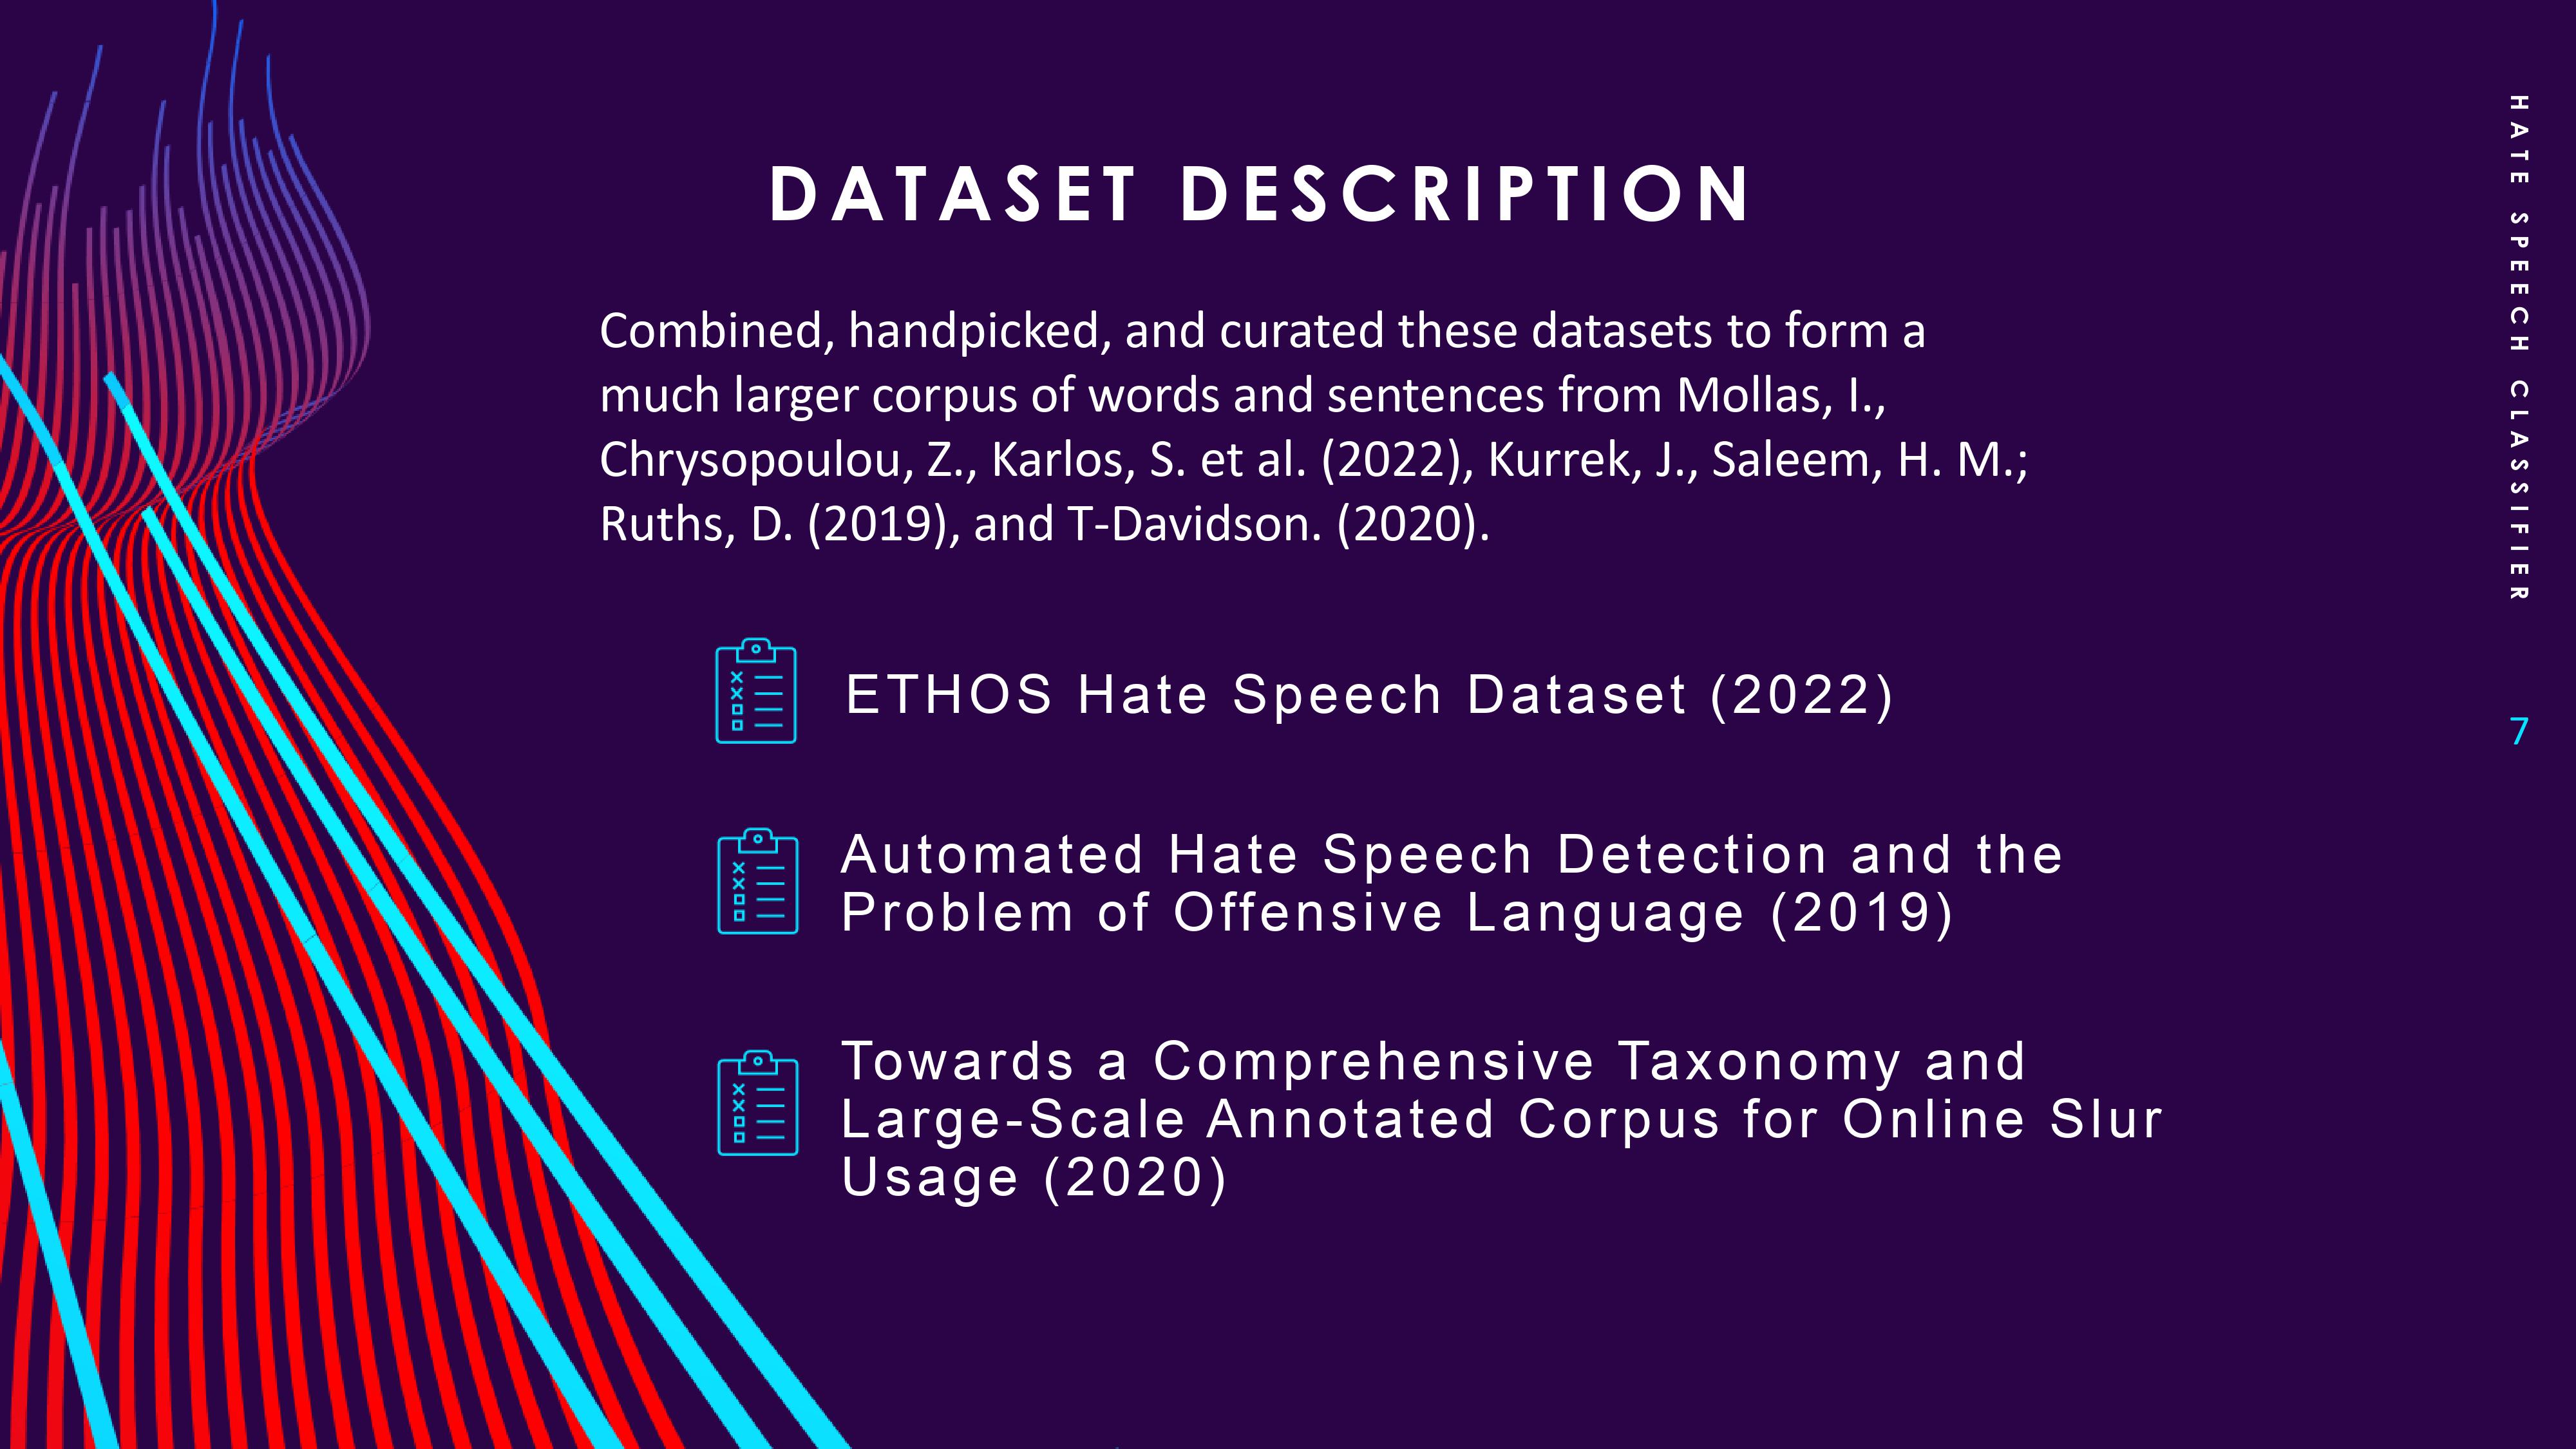 DATASET DESCRIPTION
Combined, handpicked, and curated these datasets to form a
much larger corpus of words and sentences from Mollas, I.,
Chrysopoulou, Z., Karlos, S. et al. (2022), Kurrek, J., Saleem, H. M.;
Ruths, D. (2019), and T-Davidson. (2020).
ETHOS Hate Speech Dataset (2022)
Automated Hate Speech Detection and the
Problem of Offensive Language (2019)
Towards a Comprehensive Taxonomy and
Large-Scale Annotated Corpus for Online Slur
Usage (2020)
HATE SPEECH CLASSIFIER
7